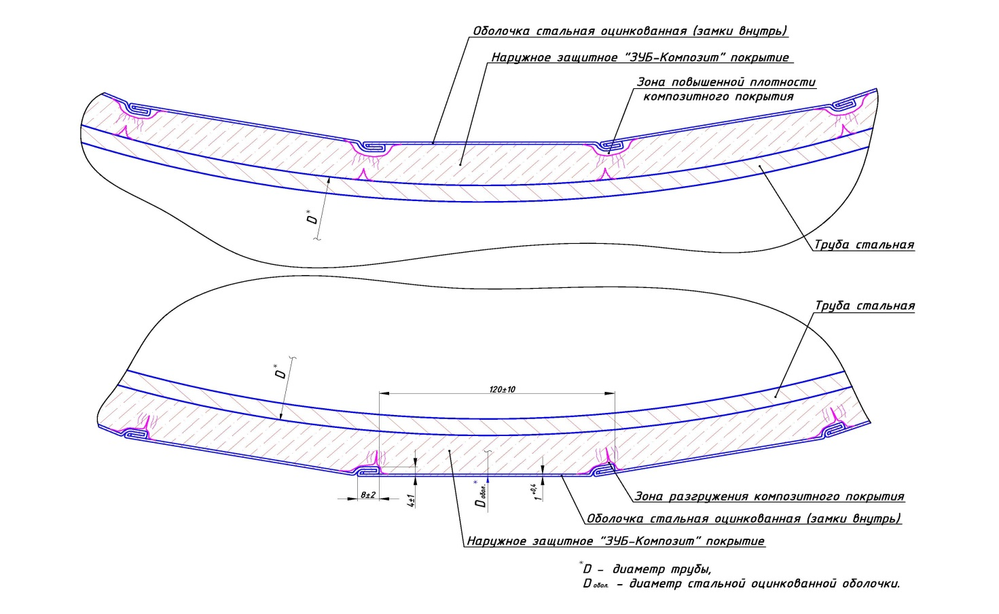 Оболочка стальная оцинкованная (замки внутрь)
Наружное защитное "ЗУБ-Композит" покрытие
Зона повышенной плотности
композитного покрытия
D*
Труба стальная
Труба стальная
D*
120±10
8±2
4±1
D обол.*
1+0,4
Зона разгружения композитного покрытия
Оболочка стальная оцинкованная (замки внутрь)
Наружное защитное "ЗУБ-Композит" покрытие
*D – диаметр трубы,
D обол. – диаметр стальной оцинкованной оболочки.